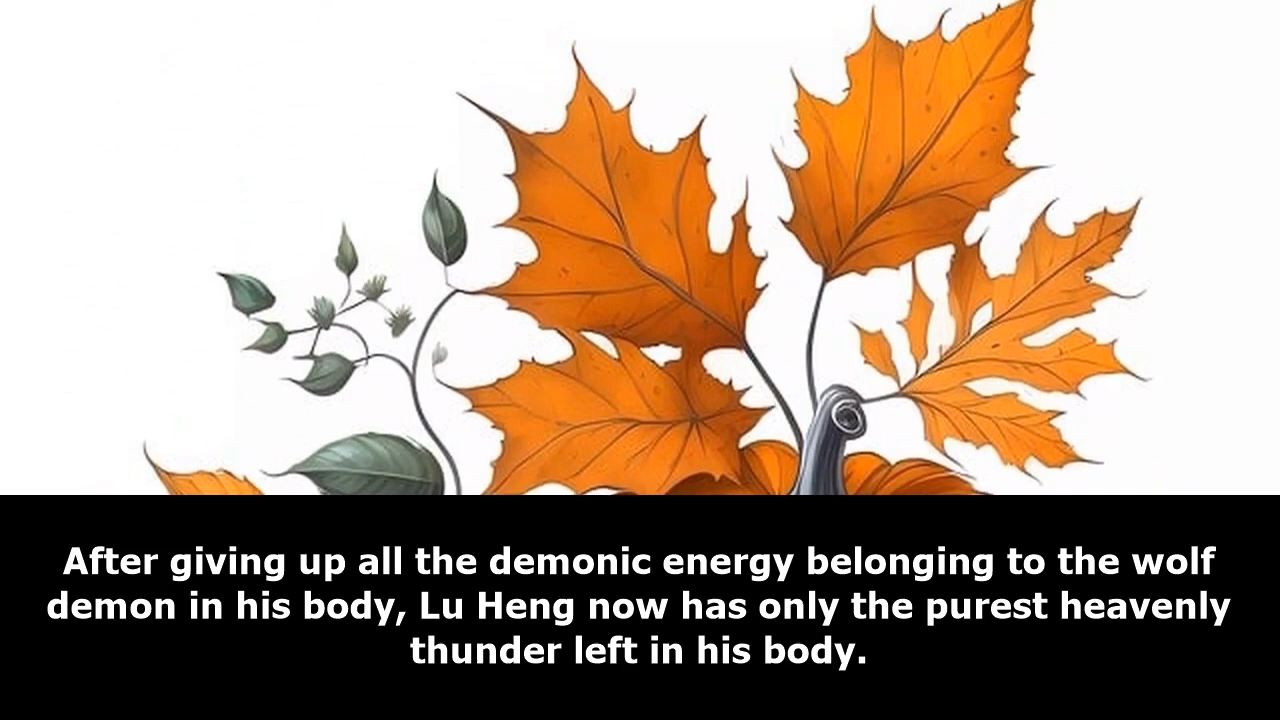 After giving up all the demonic energy belonging to the wolf
demon in his body, Lu Heng now has only the purest heavenly
thunder left in his body.